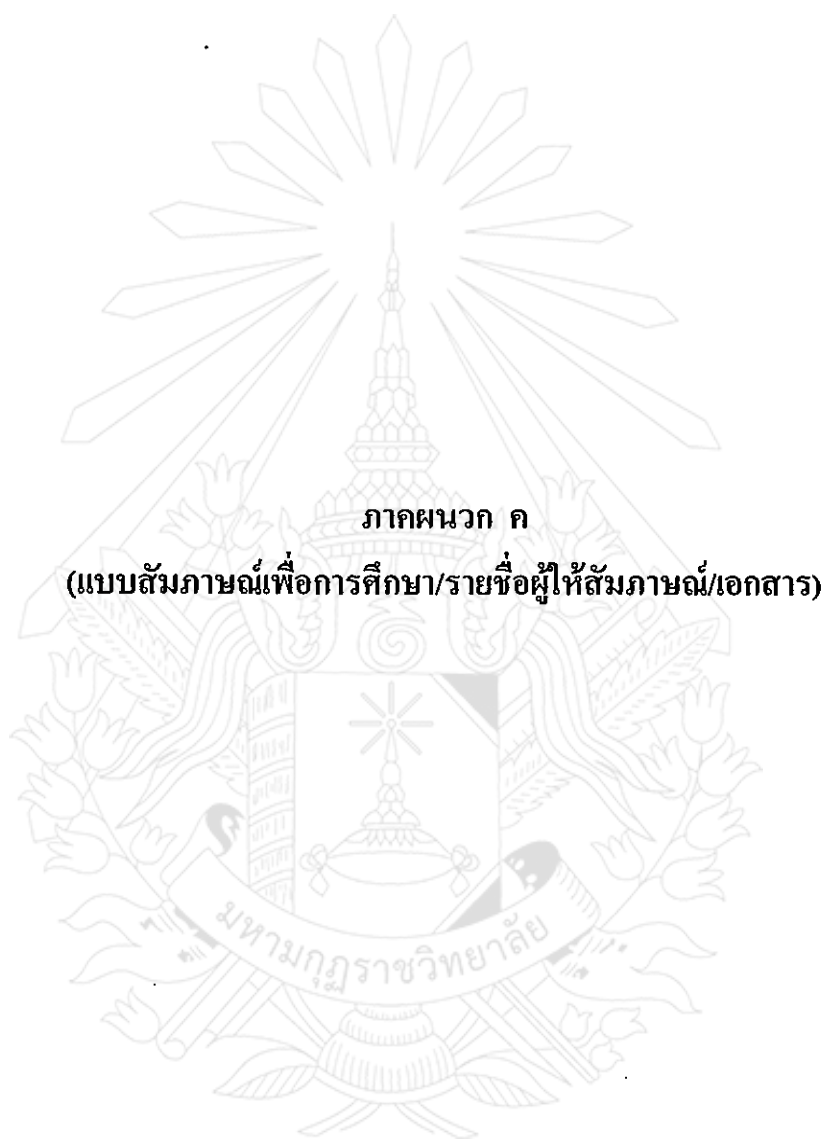 ภาคผนวก ค
(แบบสัมภาษณ์เพื่อการศึกษา/รายชื่อผู้ให้สัมภาษณ์/เอกสาร)
มหามกุฏราชวิทยาลัย